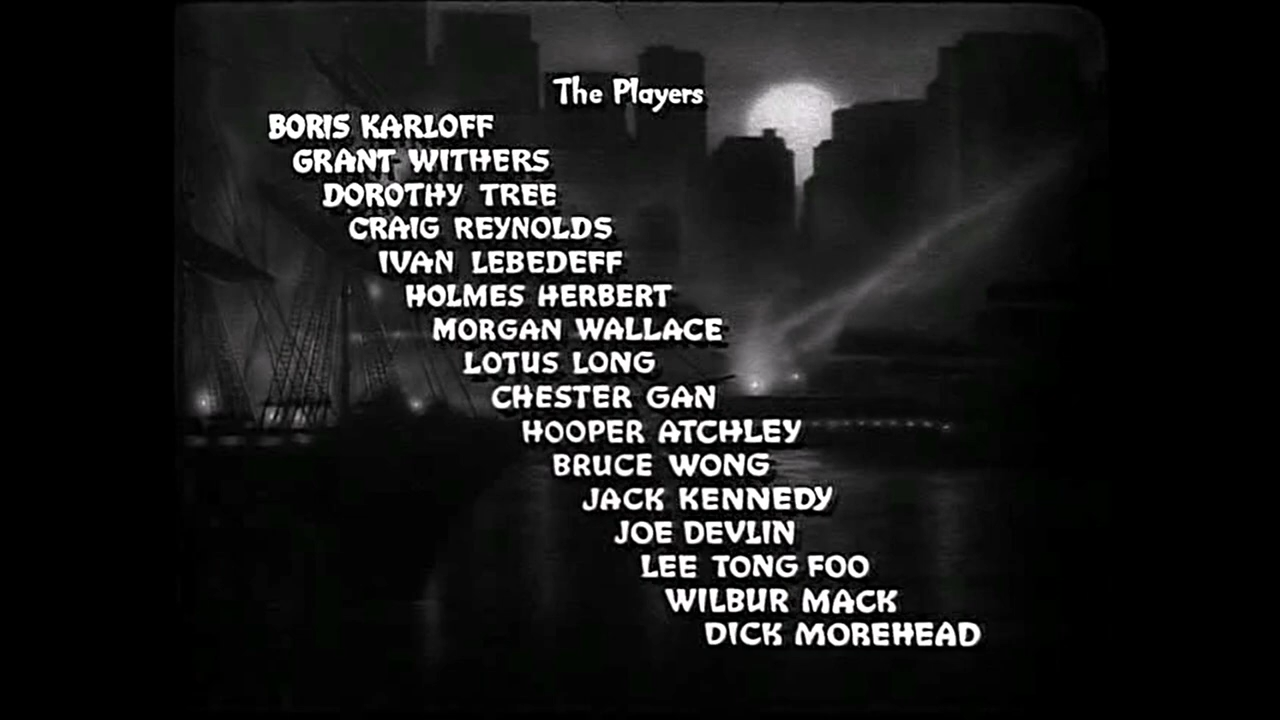 The Players
BORIS KARLOFF
GRANT WITHERS
DOROTHY TREE
CRAIG REYNOLDS
IVAN LEBEDEFF
HOLMES HERBERT
MORGAN WALLACE
LOTUS LONG
CHESTER GAN
HOOPER ATCHLEY
BRUCE WONG
JACK KENNEDY
JOE DEVLIN
LEE TONG FOO
WILBUR MACK
DICK MOREHEAD